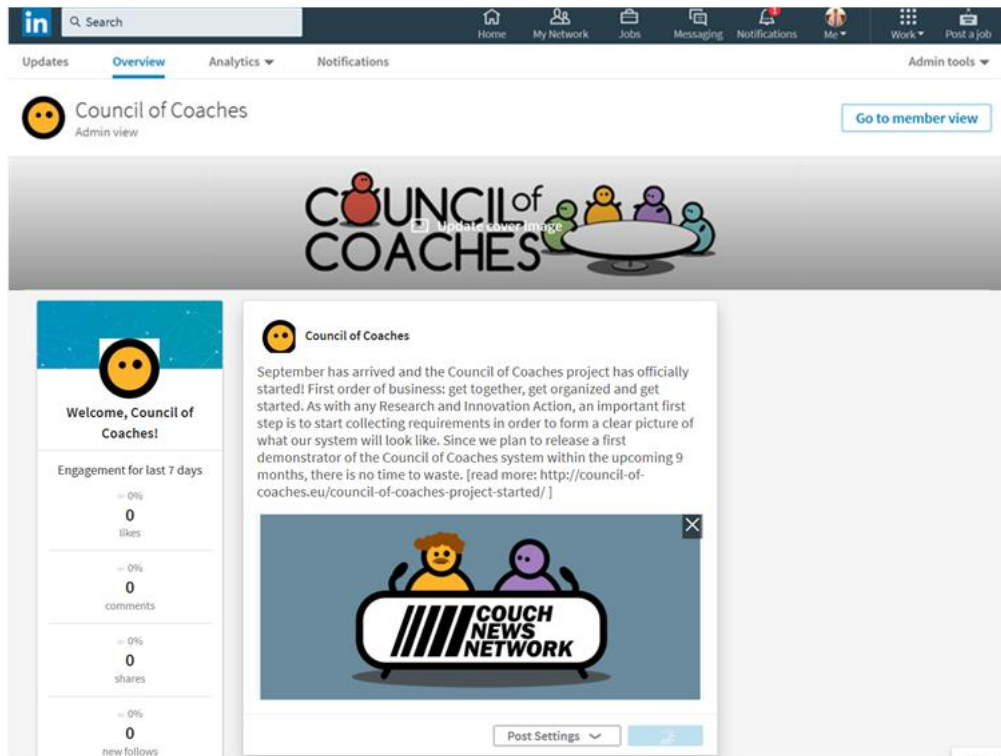 in Search
Home My Network Jobs Messaging Notifications Me Work Post a job
1
Updates Overview Analytics Notifications Admin tools
Council of Coaches
Admin view
Go to member view
COUNCIL of
COACHES
Update cover image
Welcome, Council of
Coaches!
Engagement for last 7 days
0%
0
likes
0%
0
comments
0%
0
shares
0%
0
new follows
Council of Coaches
September has arrived and the Council of Coaches project has officially
started! First order of business: get together, get organized and get
started. As with any Research and Innovation Action, an important first
step is to start collecting requirements in order to form a clear picture of
what our system will look like. Since we plan to release a first
demonstrator of the Council of Coaches system within the upcoming 9
months, there is no time to waste. [read more: http://council-of-
coaches.eu/council-of-coaches-project-started/ ]
COUCH
NEWS
NETWORK
Post Settings